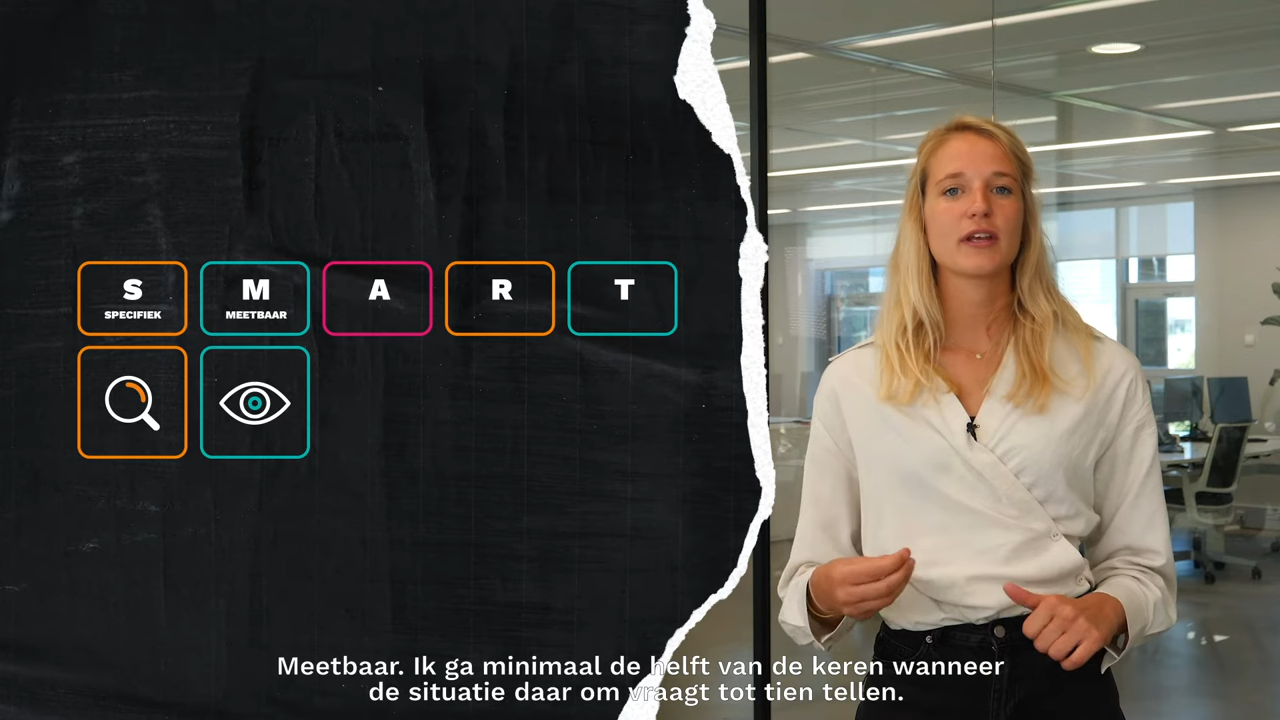 S M A R T
SPECIFIEK MEETBAAR
Meetbaar. Ik ga minimaal de helft van de keren wanneer
de situatie daar om vraagt tot tien tellen.